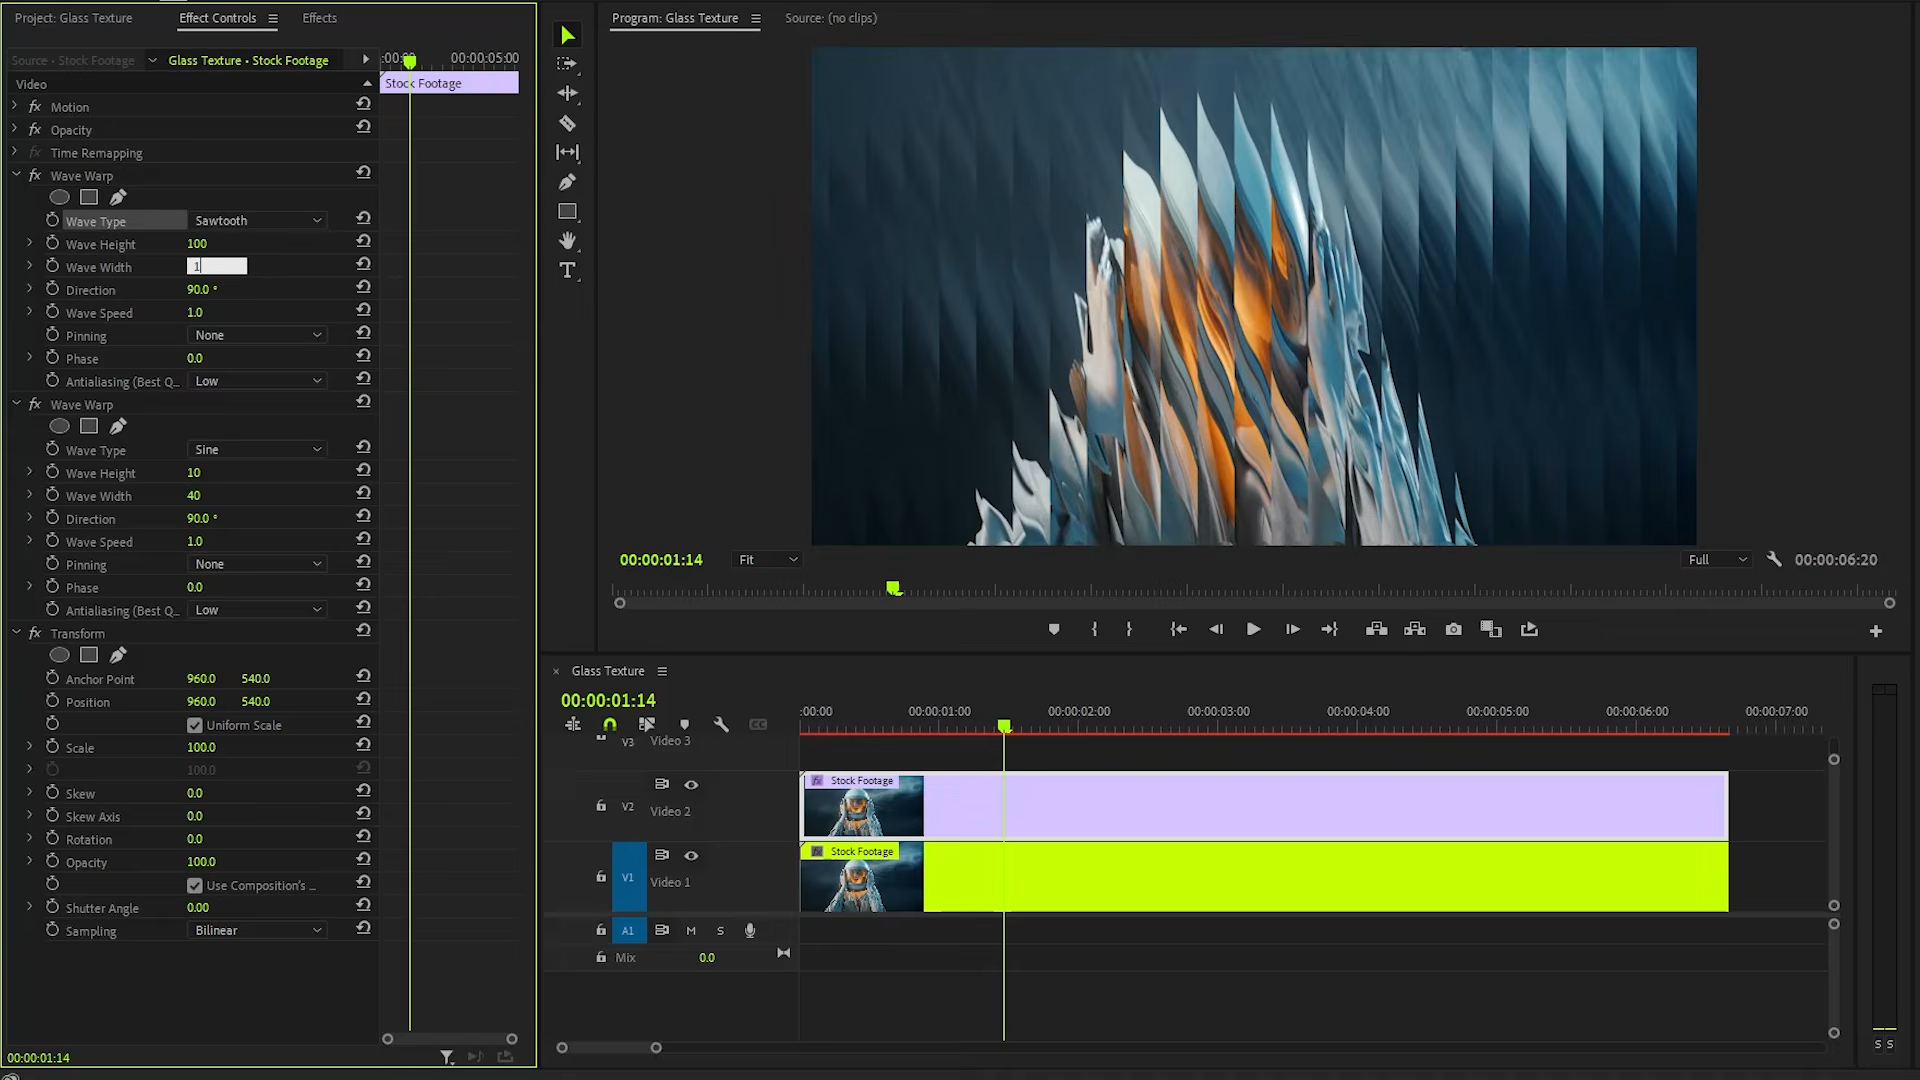 Project: Glass Texture
Effect Controls
Effects
Source • Stock Footage
Glass Texture • Stock Footage
:00:00
00:00:05:00
Video
Stock Footage
fx Motion
fx Opacity
fx Time Remapping
fx Wave Warp
Wave Type Sawtooth
Wave Height 100
Wave Width 1
Direction 90.0 °
Wave Speed 1.0
Pinning None
Phase 0.0
Antialiasing (Best Q... Low
fx Wave Warp
Wave Type Sine
Wave Height 10
Wave Width 40
Direction 90.0 °
Wave Speed 1.0
Pinning None
Phase 0.0
Antialiasing (Best Q... Low
fx Transform
Anchor Point 960.0 540.0
Position 960.0 540.0
Uniform Scale
Scale 100.0
100.0
Skew 0.0
Skew Axis 0.0
Rotation 0.0
Opacity 100.0
Use Composition's ...
Shutter Angle 0.00
Sampling Bilinear
00:00:01:14
T
Program: Glass Texture
Source: (no clips)
00:00:01:14
Fit
Full
00:00:06:20
Glass Texture
00:00:01:14
:00:00
00:00:01:00
00:00:02:00
00:00:03:00
00:00:04:00
00:00:05:00
00:00:06:00
00:00:07:00
V3 Video 3
V2 Video 2
fx Stock Footage
V1 Video 1
fx Stock Footage
A1 M S
Mix 0.0
S S